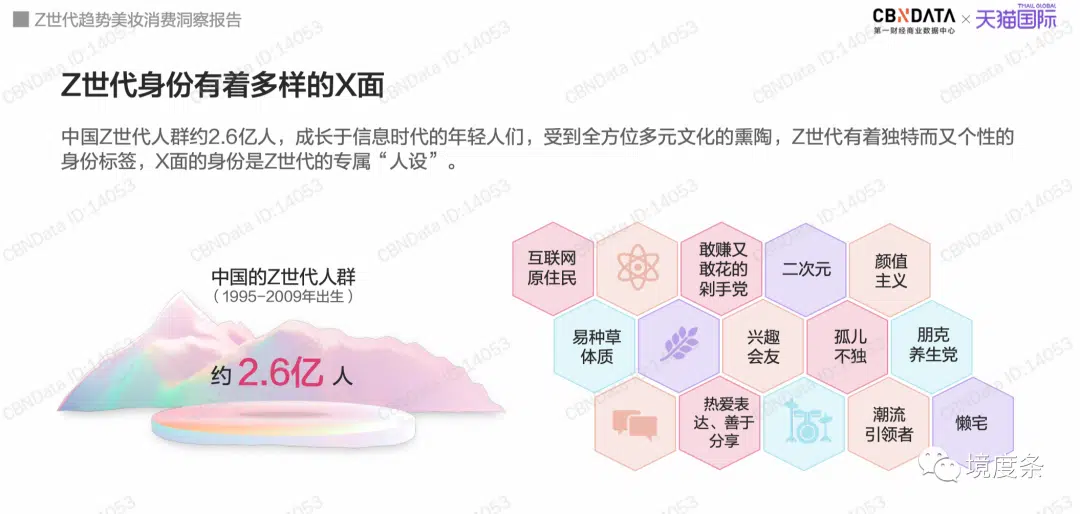 Z世代趋势美妆消费洞察报告
CBNDATA
第一财经商业数据中心
×
TMALL GLOBAL
天猫国际
Z世代身份有着多样的X面
中国Z世代人群约2.6亿人，成长于信息时代的年轻人们，受到全方位多元文化的熏陶，Z世代有着独特而又个性的
身份标签，X面的身份是Z世代的专属“人设”。
中国的Z世代人群
（1995-2009年出生）
约 2.6亿 人
互联网
原住民
敢赚又
敢花的
剁手党
二次元
颜值
主义
易种草
体质
兴趣
会友
孤儿
不独
朋克
养生党
热爱表
达、善于
分享
潮流
引领者
懒宅
境度条
CBNData ID:14053